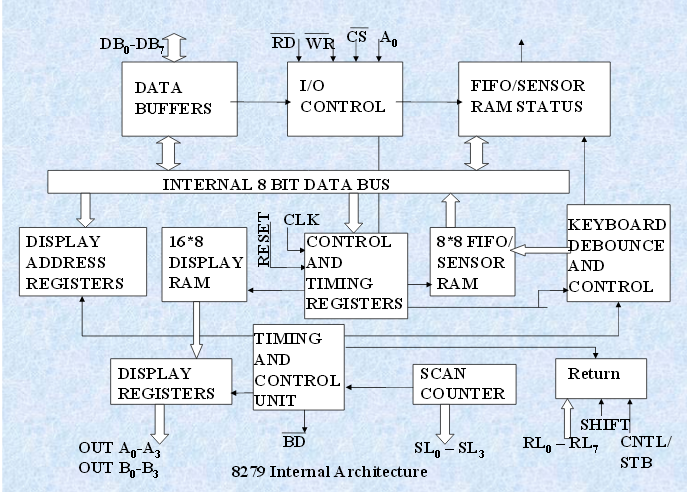 DB₀-DB₇
RD WR CS A₀
DATA
BUFFERS
I/O
CONTROL
FIFO/SENSOR
RAM STATUS
INTERNAL 8 BIT DATA BUS
RESET
CLK
DISPLAY
ADDRESS
REGISTERS
16*8
DISPLAY
RAM
CONTROL
AND
TIMING
REGISTERS
8*8 FIFO/
SENSOR
RAM
KEYBOARD
DEBOUNCE
AND
CONTROL
DISPLAY
REGISTERS
TIMING
AND
CONTROL
UNIT
SCAN
COUNTER
Return
OUT A₀-A₃
OUT B₀-B₃
BD
SL₀ – SL₃
RL₀ – RL₇
SHIFT
CNTL/
STB
8279 Internal Architecture